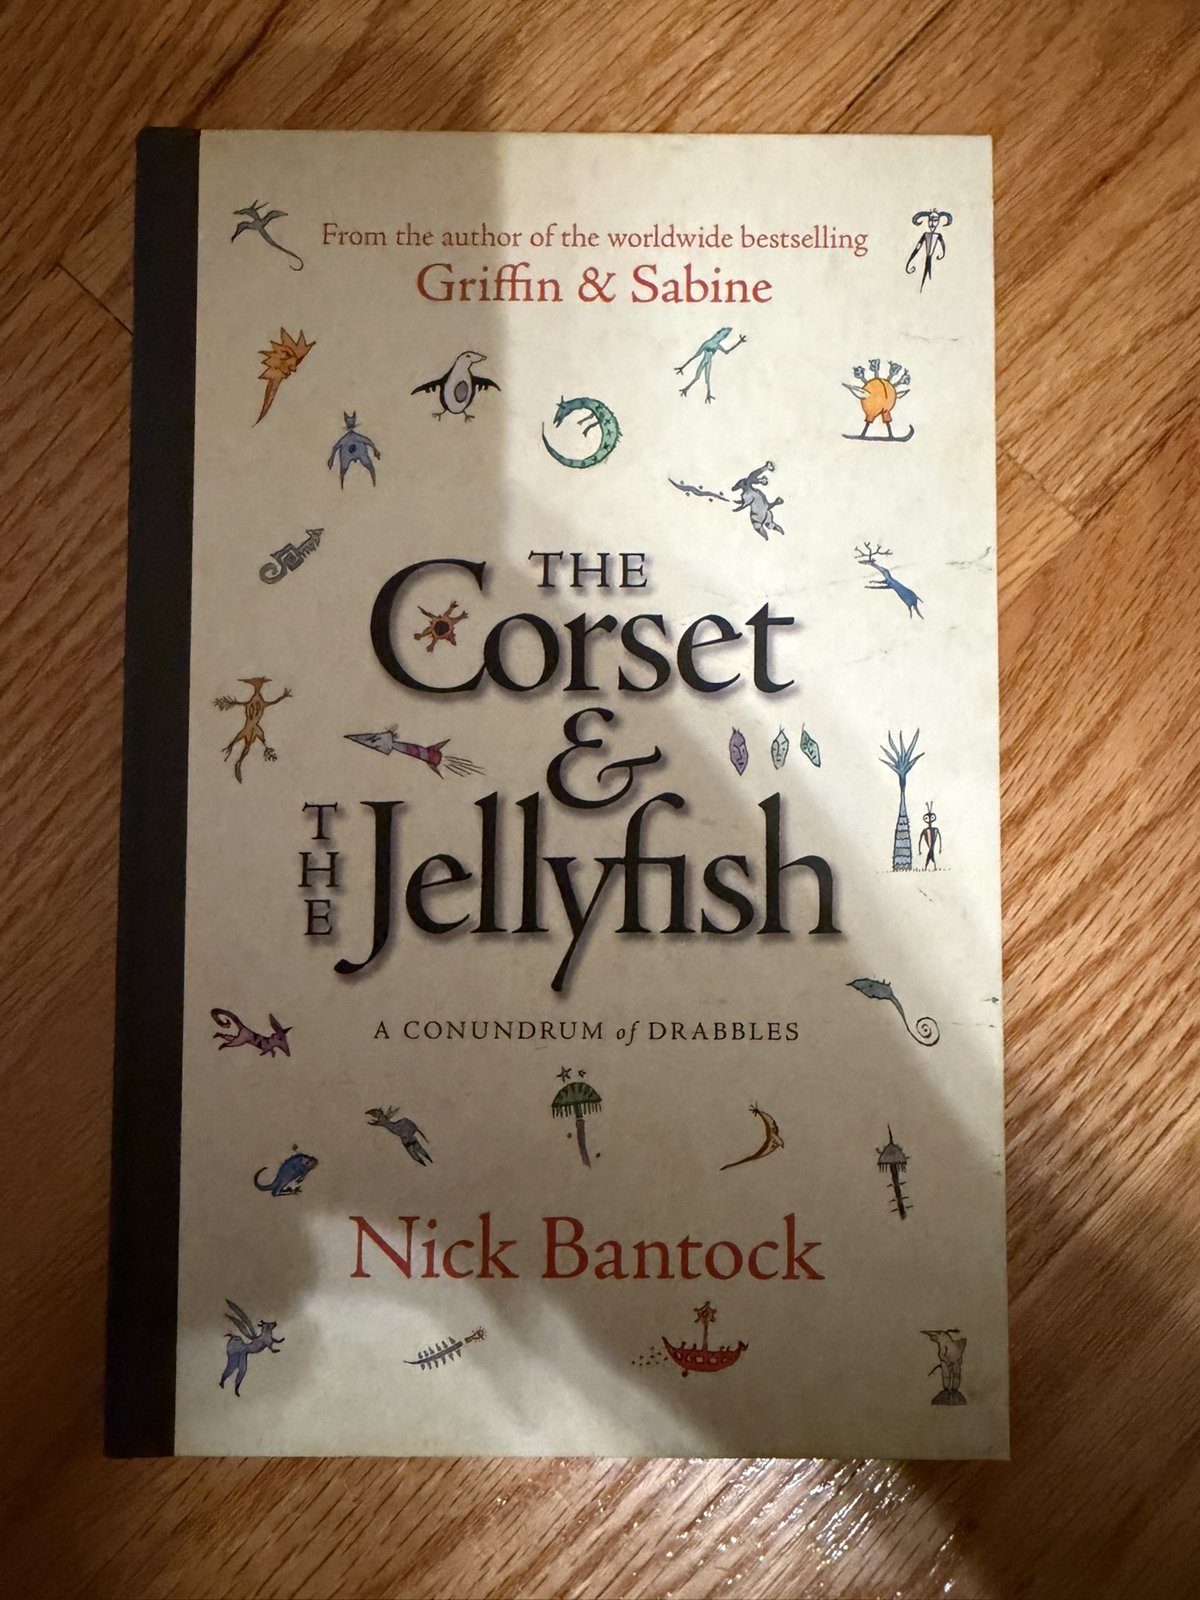 From the author of the worldwide bestselling
Griffin & Sabine
THE
Corset
&
THE
Jellyfish
A CONUNDRUM of DRABBLES
Nick Bantock